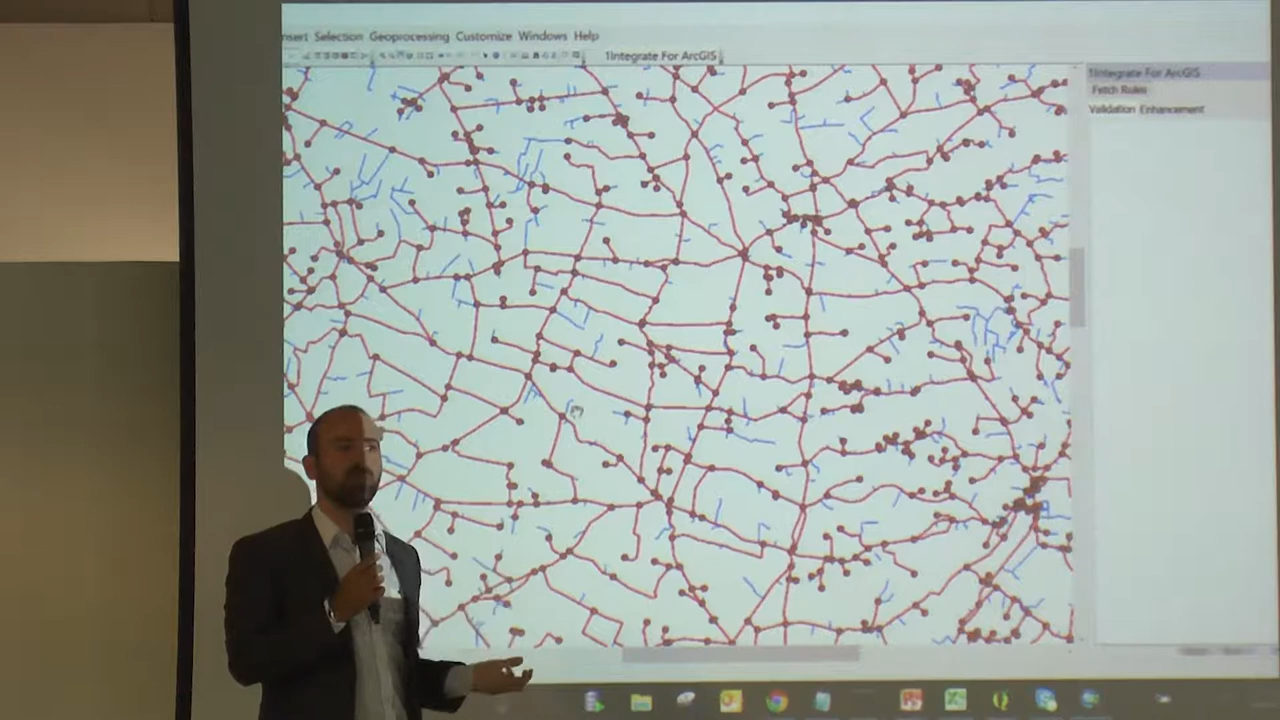 nsert Selection Geoprocessing Customize Windows Help
1Integrate For ArcGIS
1Integrate For ArcGIS
Fetch Rules
Validation Enhancement